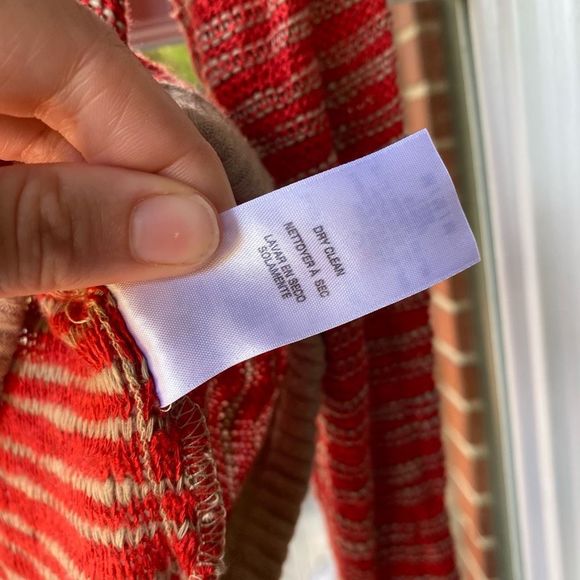 DRY CLEAN
NETTOYER À SEC
LAVAR EN SECO
SOLAMENTE